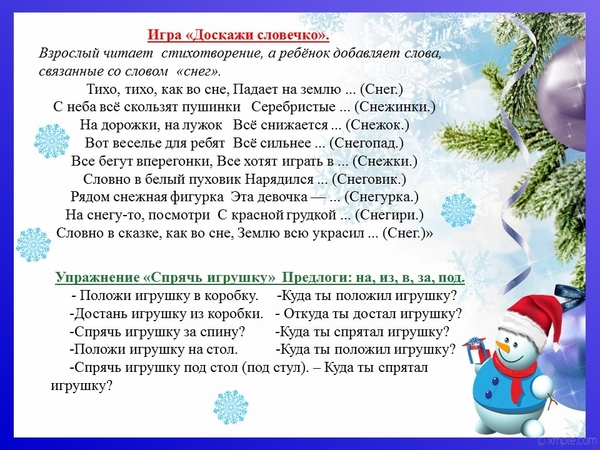 Игра «Доскажи словечко».
Взрослый читает стихотворение, а ребёнок добавляет слова,
связанные со словом «снег».
Тихо, тихо, как во сне, Падает на землю ... (Снег.)
С неба всё скользят пушинки Серебристые ... (Снежинки.)
На дорожки, на лужок Всё снижается ... (Снежок.)
Вот веселье для ребят Всё сильнее ... (Снегопад.)
Все бегут вперегонки, Все хотят играть в ... (Снежки.)
Словно в белый пуховик Нарядился ... (Снеговик.)
Рядом снежная фигурка Эта девочка — ... (Снегурка.)
На снегу-то, посмотри С красной грудкой ... (Снегири.)
Словно в сказке, как во сне, Землю всю украсил ... (Снег.)»
Упражнение «Спрячь игрушку» Предлоги: на, из, в, за, под.
- Положи игрушку в коробку. -Куда ты положил игрушку?
-Достань игрушку из коробки. - Откуда ты достал игрушку?
-Спрячь игрушку за спину? -Куда ты спрятал игрушку?
-Положи игрушку на стол. -Куда ты положил игрушку?
-Спрячь игрушку под стол (под стул). – Куда ты спрятал
игрушку?
© xmple.com